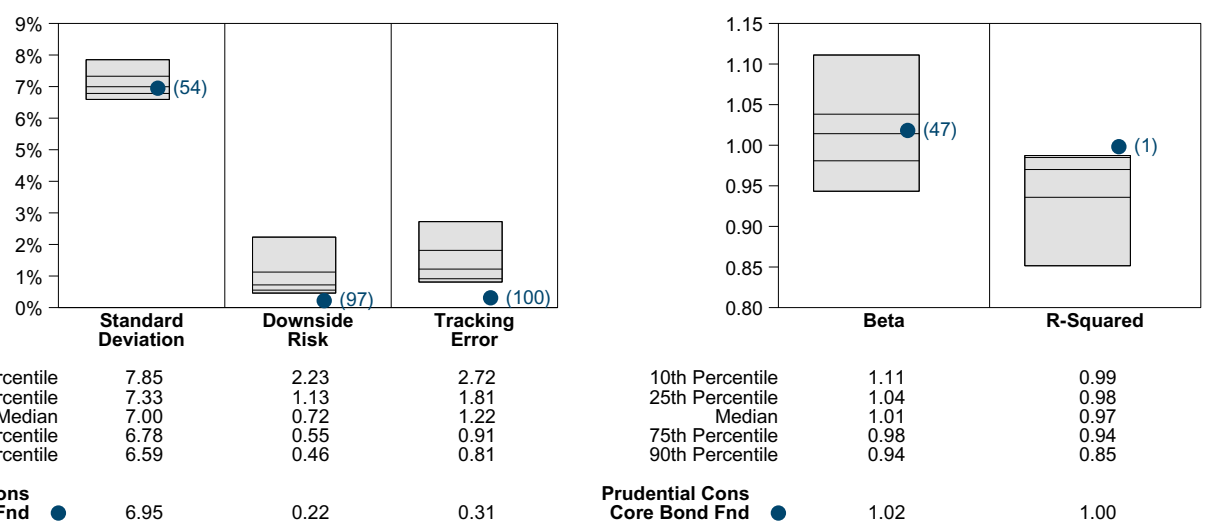 9%
8%
7%
6%
5%
4%
3%
2%
1%
0%
(54)
(97)
(100)
Standard
Deviation
Downside
Risk
Tracking
Error
rcentile 7.85 2.23 2.72
rcentile 7.33 1.13 1.81
Median 7.00 0.72 1.22
rcentile 6.78 0.55 0.91
rcentile 6.59 0.46 0.81
ons
Fnd 6.95 0.22 0.31
1.15
1.10
1.05
1.00
0.95
0.90
0.85
0.80
(47)
(1)
Beta R-Squared
10th Percentile 1.11 0.99
25th Percentile 1.04 0.98
Median 1.01 0.97
75th Percentile 0.98 0.94
90th Percentile 0.94 0.85
Prudential Cons
Core Bond Fnd 1.02 1.00